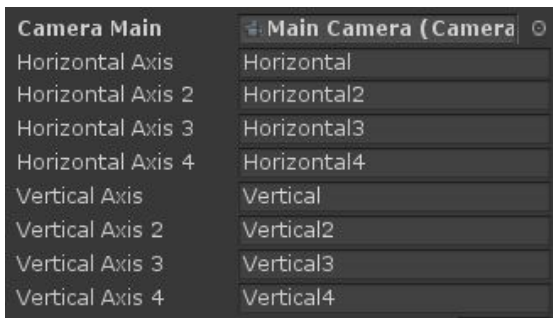 Camera Main Main Camera (Camera
Horizontal Axis Horizontal
Horizontal Axis 2 Horizontal2
Horizontal Axis 3 Horizontal3
Horizontal Axis 4 Horizontal4
Vertical Axis Vertical
Vertical Axis 2 Vertical2
Vertical Axis 3 Vertical3
Vertical Axis 4 Vertical4